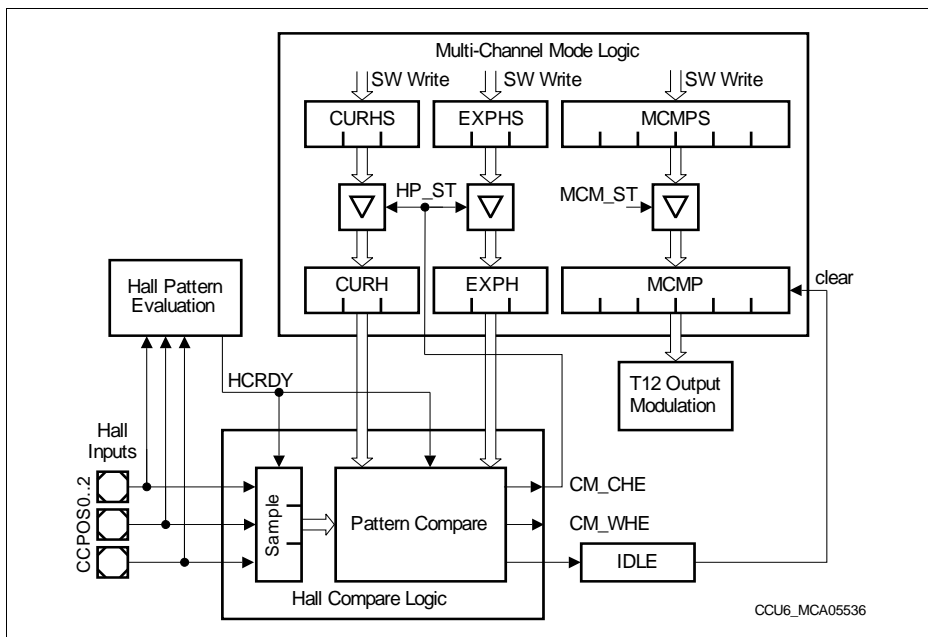 Multi-Channel Mode Logic
SW Write
SW Write
SW Write
CURHS
EXPHS
MCMPS
HP_ST
MCM_ST
Hall Pattern
Evaluation
CURH
EXPH
MCMP
clear
HCRDY
T12 Output
Modulation
Hall
Inputs
CCPOS0..2
Sample
Pattern Compare
CM_CHE
CM_WHE
IDLE
Hall Compare Logic
CCU6_MCA05536